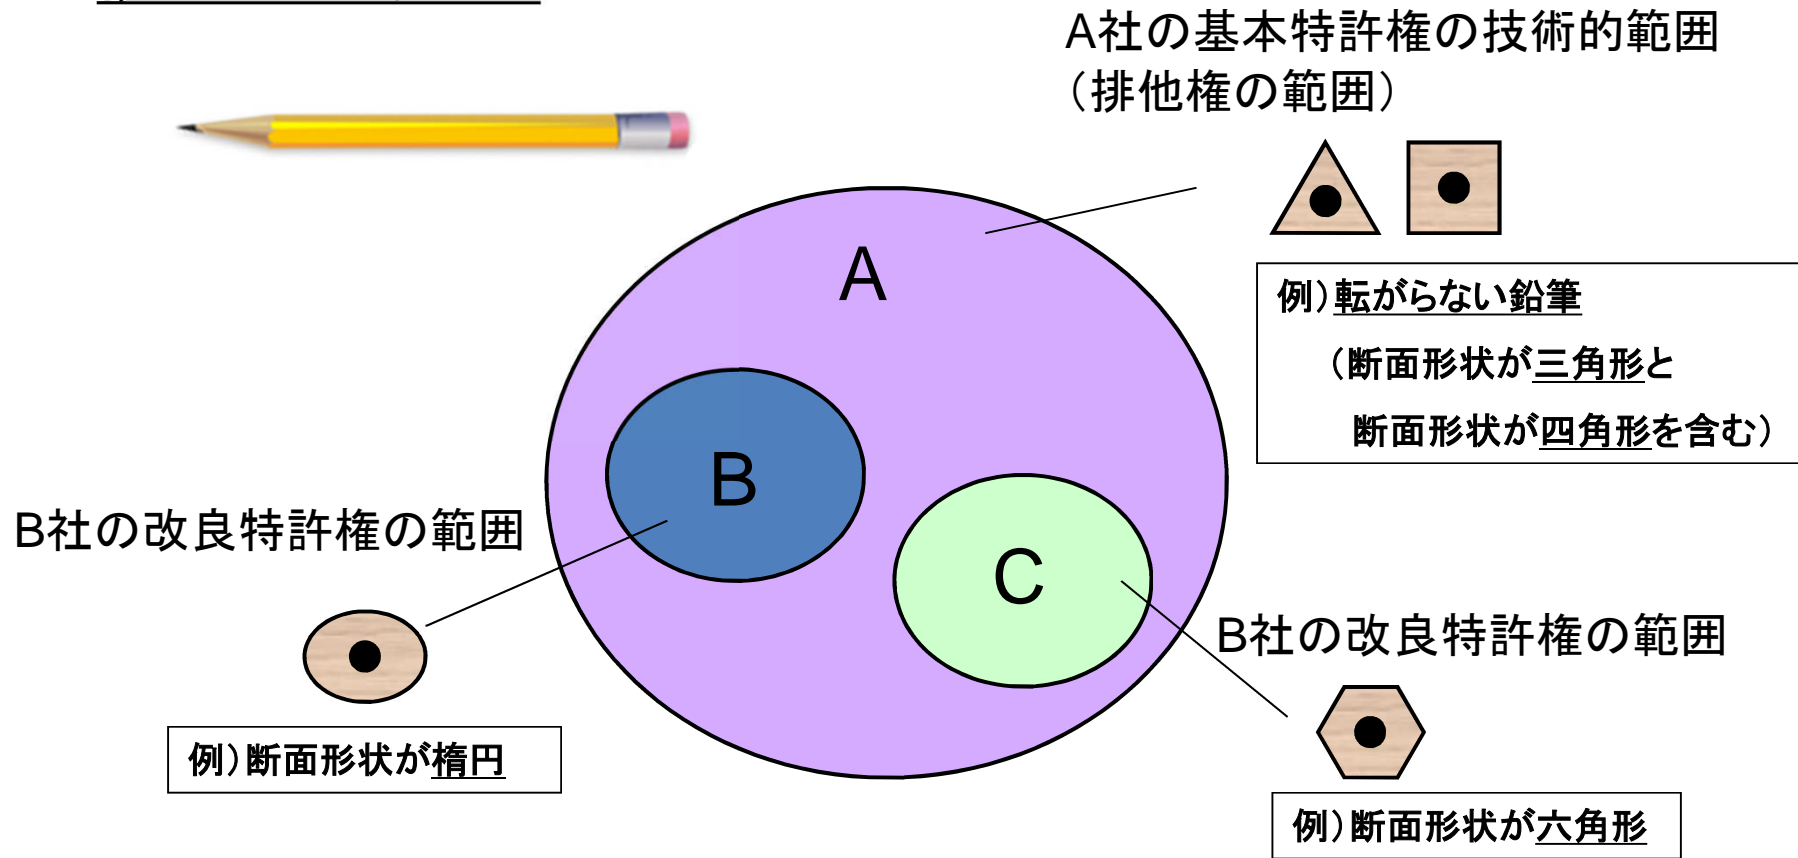 A社の基本特許権の技術的範囲
（排他権の範囲）
A
例）転がらない鉛筆
（断面形状が三角形と
断面形状が四角形を含む）
B
B社の改良特許権の範囲
C
B社の改良特許権の範囲
例）断面形状が楕円
例）断面形状が六角形